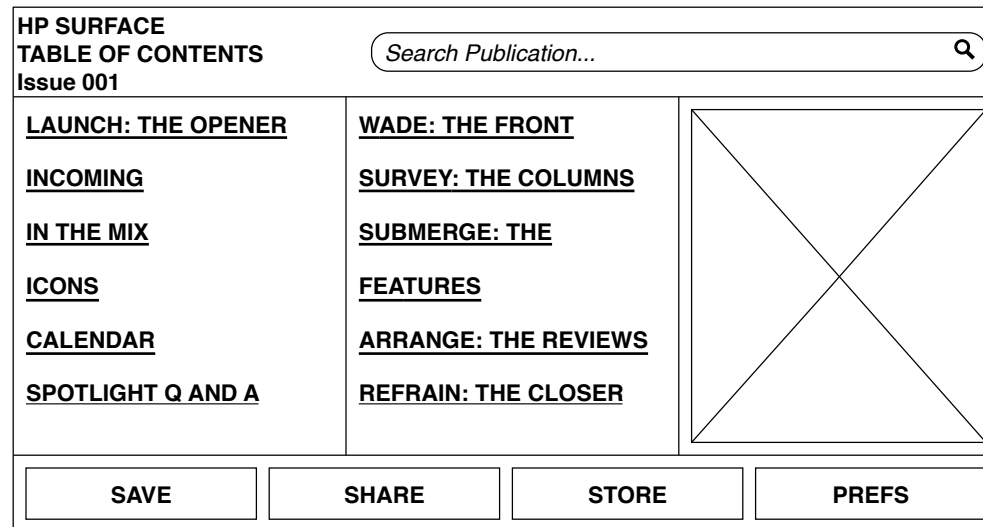 HP SURFACE
TABLE OF CONTENTS
Issue 001
Search Publication...
LAUNCH: THE OPENER
INCOMING
IN THE MIX
ICONS
CALENDAR
SPOTLIGHT Q AND A
WADE: THE FRONT
SURVEY: THE COLUMNS
SUBMERGE: THE
FEATURES
ARRANGE: THE REVIEWS
REFRAIN: THE CLOSER
SAVE
SHARE
STORE
PREFS